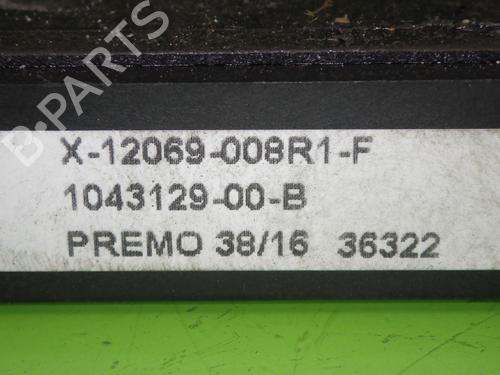 B-PARTS
X-12069-008R1-F
1043129-00-B
PREMO 38/16 36322